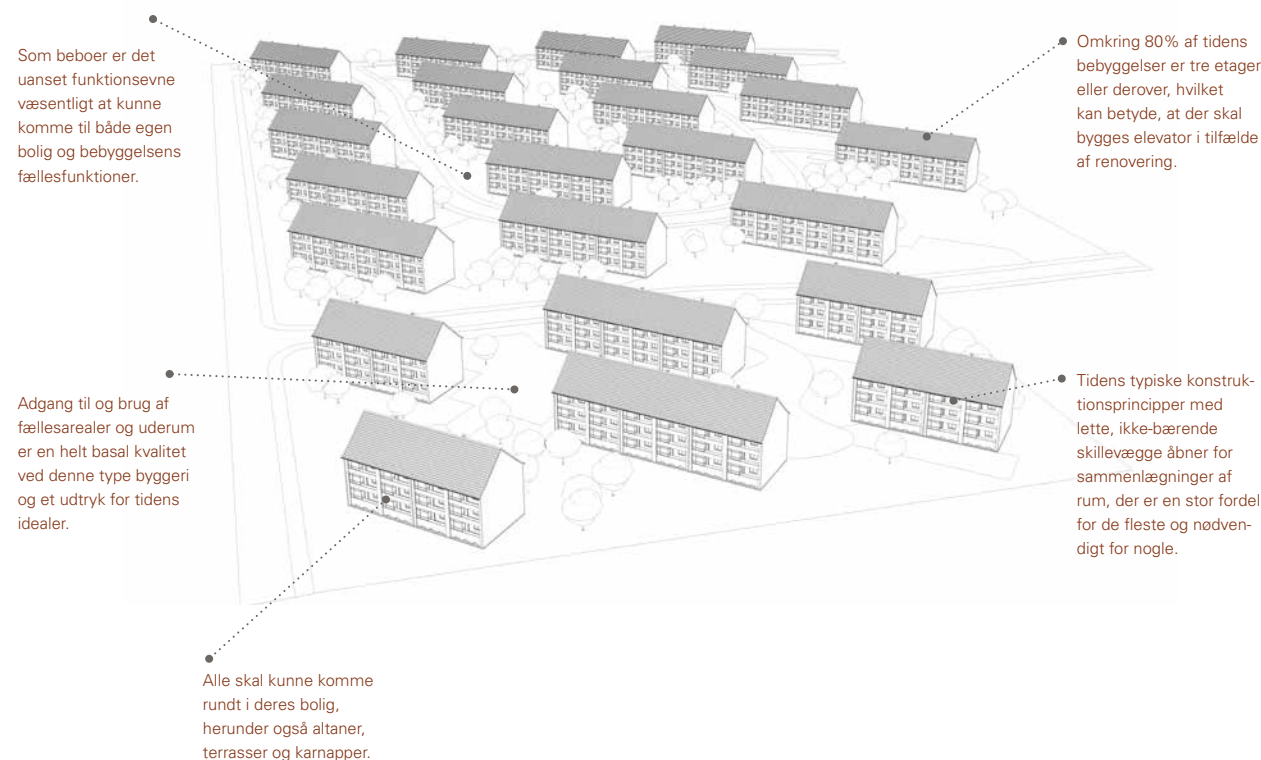 Som beboer er det
uanset funktionsevne
væsentligt at kunne
komme til både egen
bolig og bebyggelsens
fællesfunktioner.
Omkring 80% af tidens
bebyggelser er tre etager
eller derover, hvilket
kan betyde, at der skal
bygges elevator i tilfælde
af renovering.
Adgang til og brug af
fællesarealer og uderum
er en helt basal kvalitet
ved denne type byggeri
og et udtryk for tidens
idealer.
Tidens typiske konstruk-
tionsprincipper med
lette, ikke-bærende
skillevægge åbner for
sammenlægninger af
rum, der er en stor fordel
for de fleste og nødven-
digt for nogle.
Alle skal kunne komme
rundt i deres bolig,
herunder også altaner,
terrasser og karnapper.